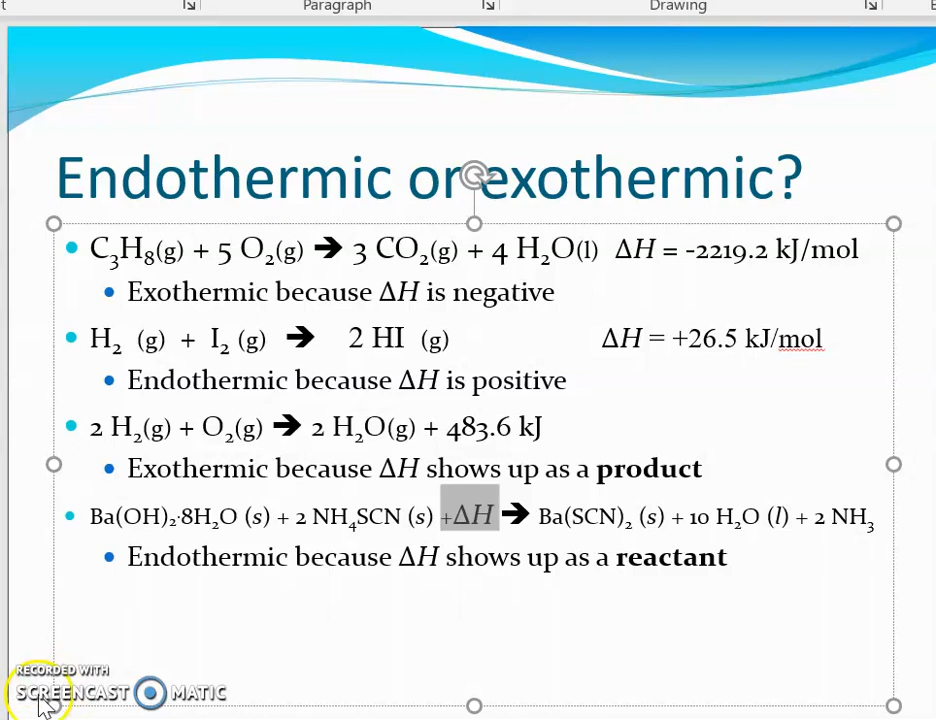 Paragraph
Drawing
Endothermic or exothermic?
• C₃H₈(g) + 5 O₂(g) ➔ 3 CO₂(g) + 4 H₂O(l) ΔH = -2219.2 kJ/mol
• Exothermic because ΔH is negative
• H₂ (g) + I₂ (g) ➔ 2 HI (g) ΔH = +26.5 kJ/mol
• Endothermic because ΔH is positive
• 2 H₂(g) + O₂(g) ➔ 2 H₂O(g) + 483.6 kJ
• Exothermic because ΔH shows up as a product
• Ba(OH)₂·8H₂O (s) + 2 NH₄SCN (s) +ΔH ➔ Ba(SCN)₂ (s) + 10 H₂O (l) + 2 NH₃
• Endothermic because ΔH shows up as a reactant
RECORDED WITH
SCREENCAST MATIC